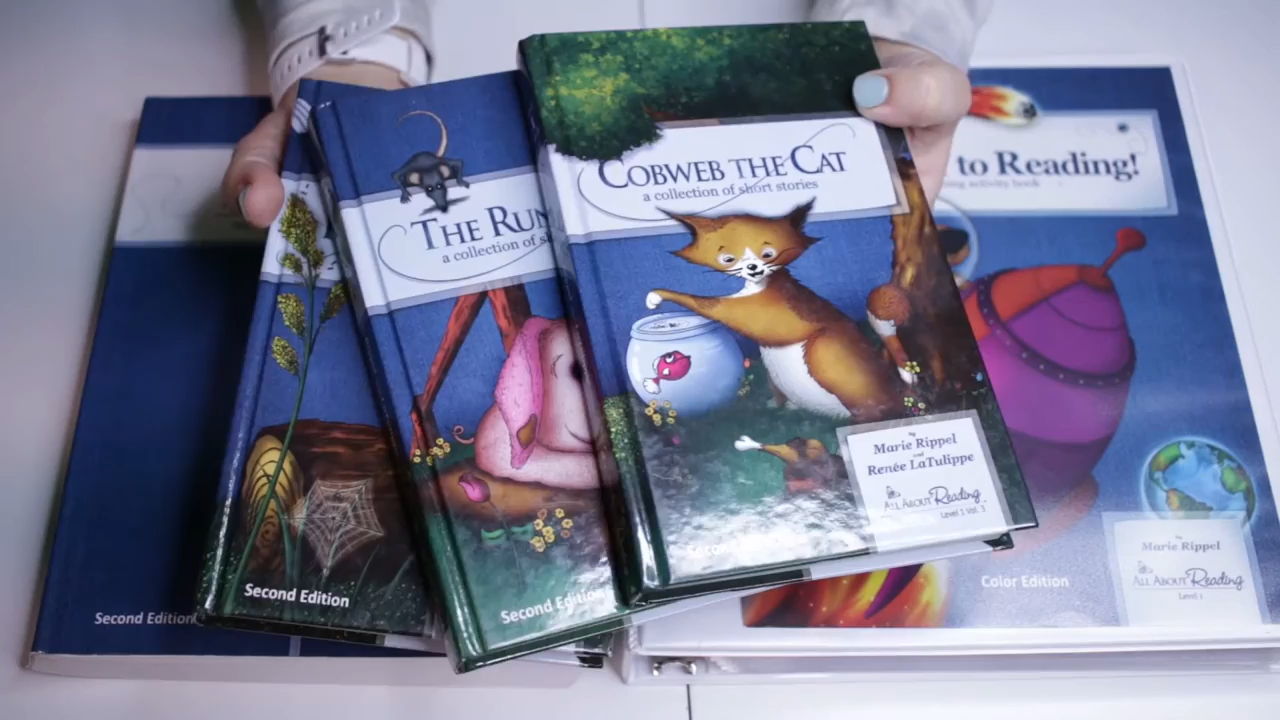 COBWEB THE CAT
a collection of short stories
by
Marie Rippel
and
Renée LaTulippe
ALL ABOUT Reading
Level 1 Vol. 3
THE
a collection of
Second Edition
Second Edition
Second Edition
to Reading!
activity book
Color Edition
by
Marie Rippel
ALL ABOUT Reading
Level 1